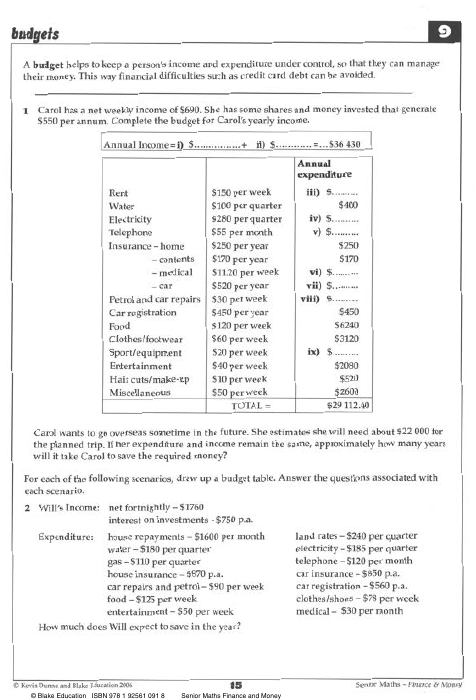 budgets
9
A budget helps to keep a person's income and expenditure under control, so that they can manage
their money. This way financial difficulties such as credit card debt can be avoided.
1 Carol has a net weekly income of $690. She has some shares and money invested that generate
$550 per annum. Complete the budget for Carol's yearly income.
Annual Income = i) $..............+ ii) $............ =...$36 430
Annual
expenditure
Rent $150 per week iii) $..........
Water $100 per quarter $400
Electricity $280 per quarter iv) $..........
Telephone $55 per month v) $..........
Insurance – home $250 per year $250
– contents $170 per year $170
– medical $11.20 per week vi) $..........
– car $520 per year vii) $..........
Petrol and car repairs $30 per week viii) $..........
Car registration $450 per year $450
Food $120 per week $6240
Clothes/footwear $60 per week $3120
Sport/equipment $20 per week ix) $..........
Entertainment $40 per week $2080
Hair cuts/make-up $10 per week $520
Miscellaneous $50 per week $2600
TOTAL = $29 112.40
Carol wants to go overseas sometime in the future. She estimates she will need about $22 000 for
the planned trip. If her expenditure and income remain the same, approximately how many years
will it take Carol to save the required money?
For each of the following scenarios, draw up a budget table. Answer the questions associated with
each scenario.
2 Will's Income: net fortnightly – $1760
interest on investments - $750 p.a.
Expenditure: house repayments – $1600 per month land rates – $240 per quarter
water – $180 per quarter electricity – $185 per quarter
gas – $110 per quarter telephone – $120 per month
house insurance – $870 p.a. car insurance – $850 p.a.
car repairs and petrol – $90 per week car registration – $560 p.a.
food – $125 per week clothes/shoes – $78 per week
entertainment – $50 per week medical – $30 per month
How much does Will expect to save in the year?
© Kevin Dunne and Blake Education 2006 15 Senior Maths – Finance & Money
© Blake Education ISBN 978 1 92561 091 8 Senior Maths Finance and Money